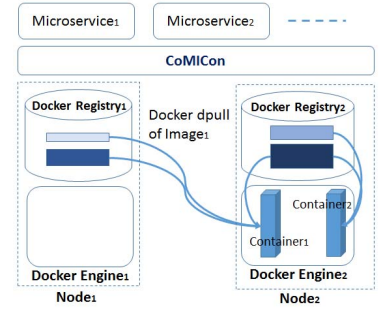 Microservice1
Microservice2
CoMICon
Docker Registry1
Docker dpull
of Image1
Docker Registry2
Container2
Container1
Docker Engine1
Docker Engine2
Node1
Node2